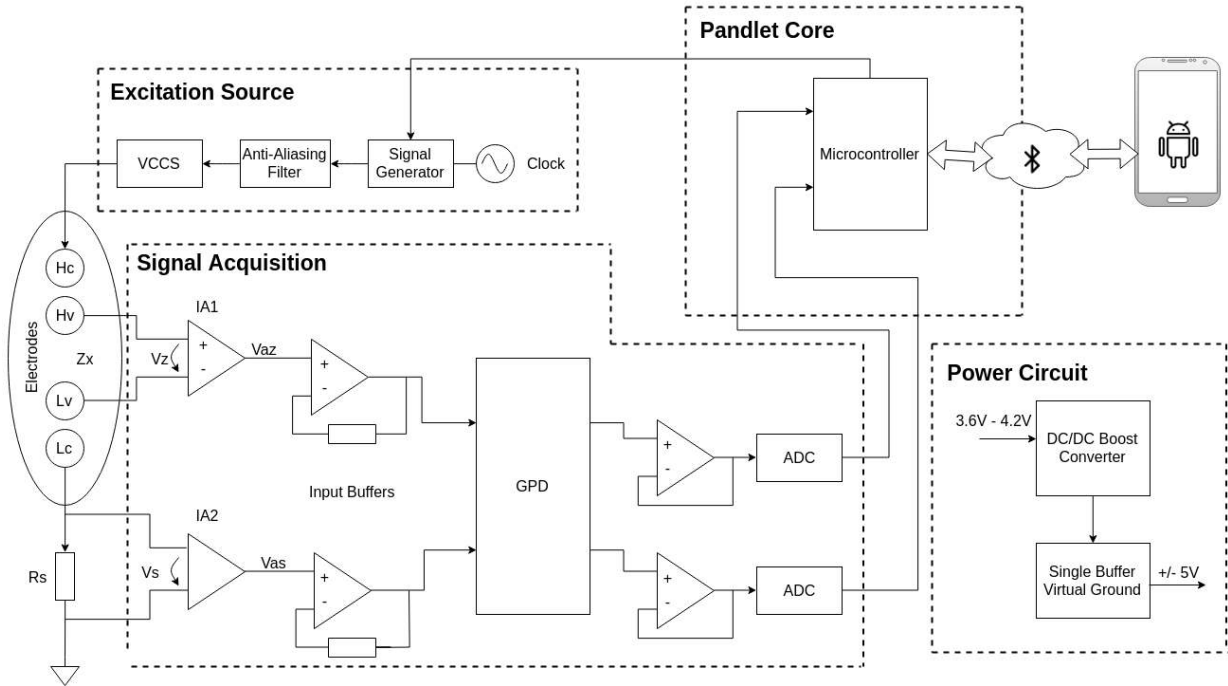 Pandlet Core
Excitation Source
VCCS
Anti-Aliasing
Filter
Signal
Generator
Clock
Microcontroller
Electrodes
Hc
Hv
Zx
Lv
Lc
Rs
Signal Acquisition
IA1
+
-
Vz
Vaz
+
-
Input Buffers
IA2
Vs
Vas
+
-
GPD
+
-
ADC
+
-
ADC
Power Circuit
3.6V - 4.2V
DC/DC Boost
Converter
Single Buffer
Virtual Ground
+/- 5V